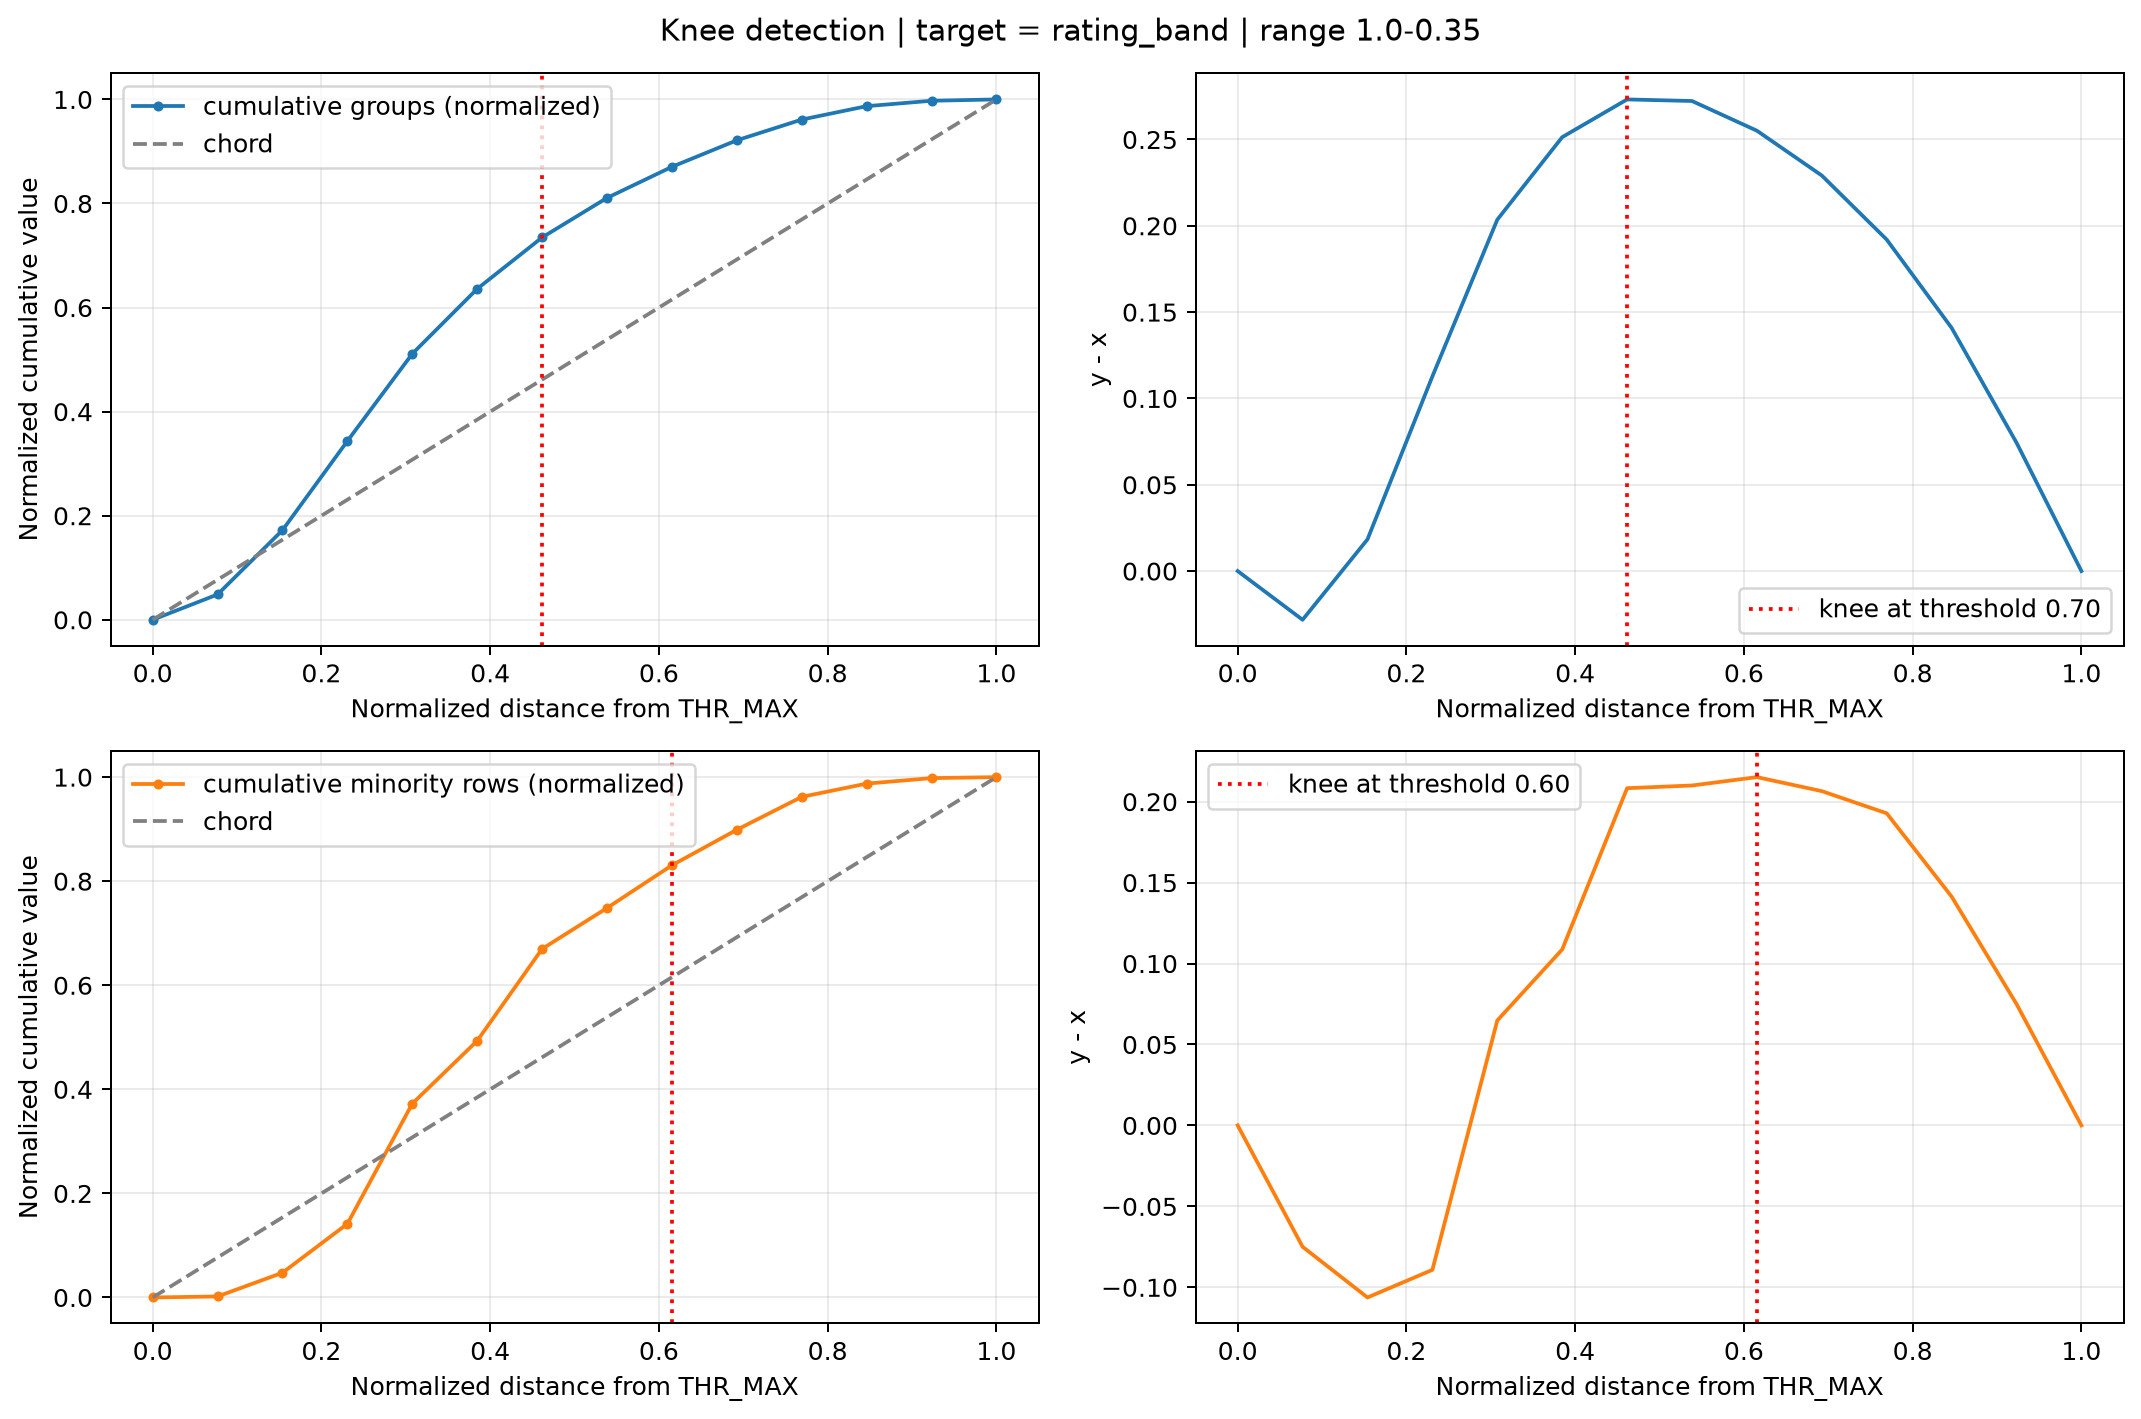 Knee detection | target = rating_band | range 1.0-0.35
cumulative groups (normalized)
chord
Normalized cumulative value
1.0
0.8
0.6
0.4
0.2
0.0
0.0 0.2 0.4 0.6 0.8 1.0
Normalized distance from THR_MAX
y - x
0.25
0.20
0.15
0.10
0.05
0.00
knee at threshold 0.70
0.0 0.2 0.4 0.6 0.8 1.0
Normalized distance from THR_MAX
cumulative minority rows (normalized)
chord
Normalized cumulative value
1.0
0.8
0.6
0.4
0.2
0.0
0.0 0.2 0.4 0.6 0.8 1.0
Normalized distance from THR_MAX
knee at threshold 0.60
y - x
0.20
0.15
0.10
0.05
0.00
−0.05
−0.10
0.0 0.2 0.4 0.6 0.8 1.0
Normalized distance from THR_MAX